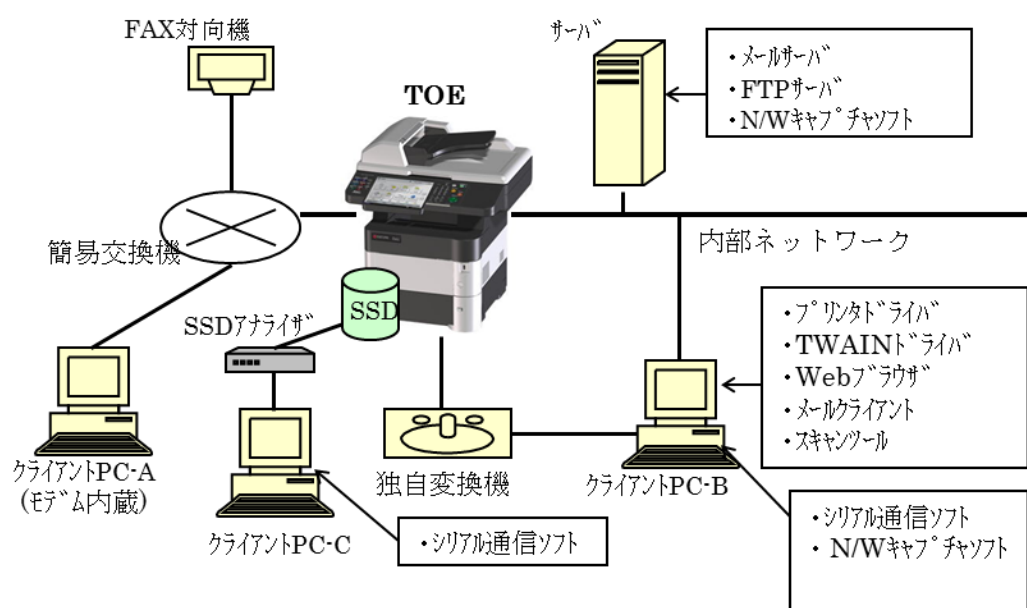 FAX対向機
サーバ
・メールサーバ
・FTPサーバ
・N/Wキャプチャソフト
TOE
簡易交換機
内部ネットワーク
SSD
SSDアナライザ
・プリンタドライバ
・TWAINドライバ
・Webブラウザ
・メールクライアント
・スキャンツール
クライアントPC-A
(モデム内蔵)
独自変換機
クライアントPC-B
クライアントPC-C
・シリアル通信ソフト
・シリアル通信ソフト
・N/Wキャプチャソフト